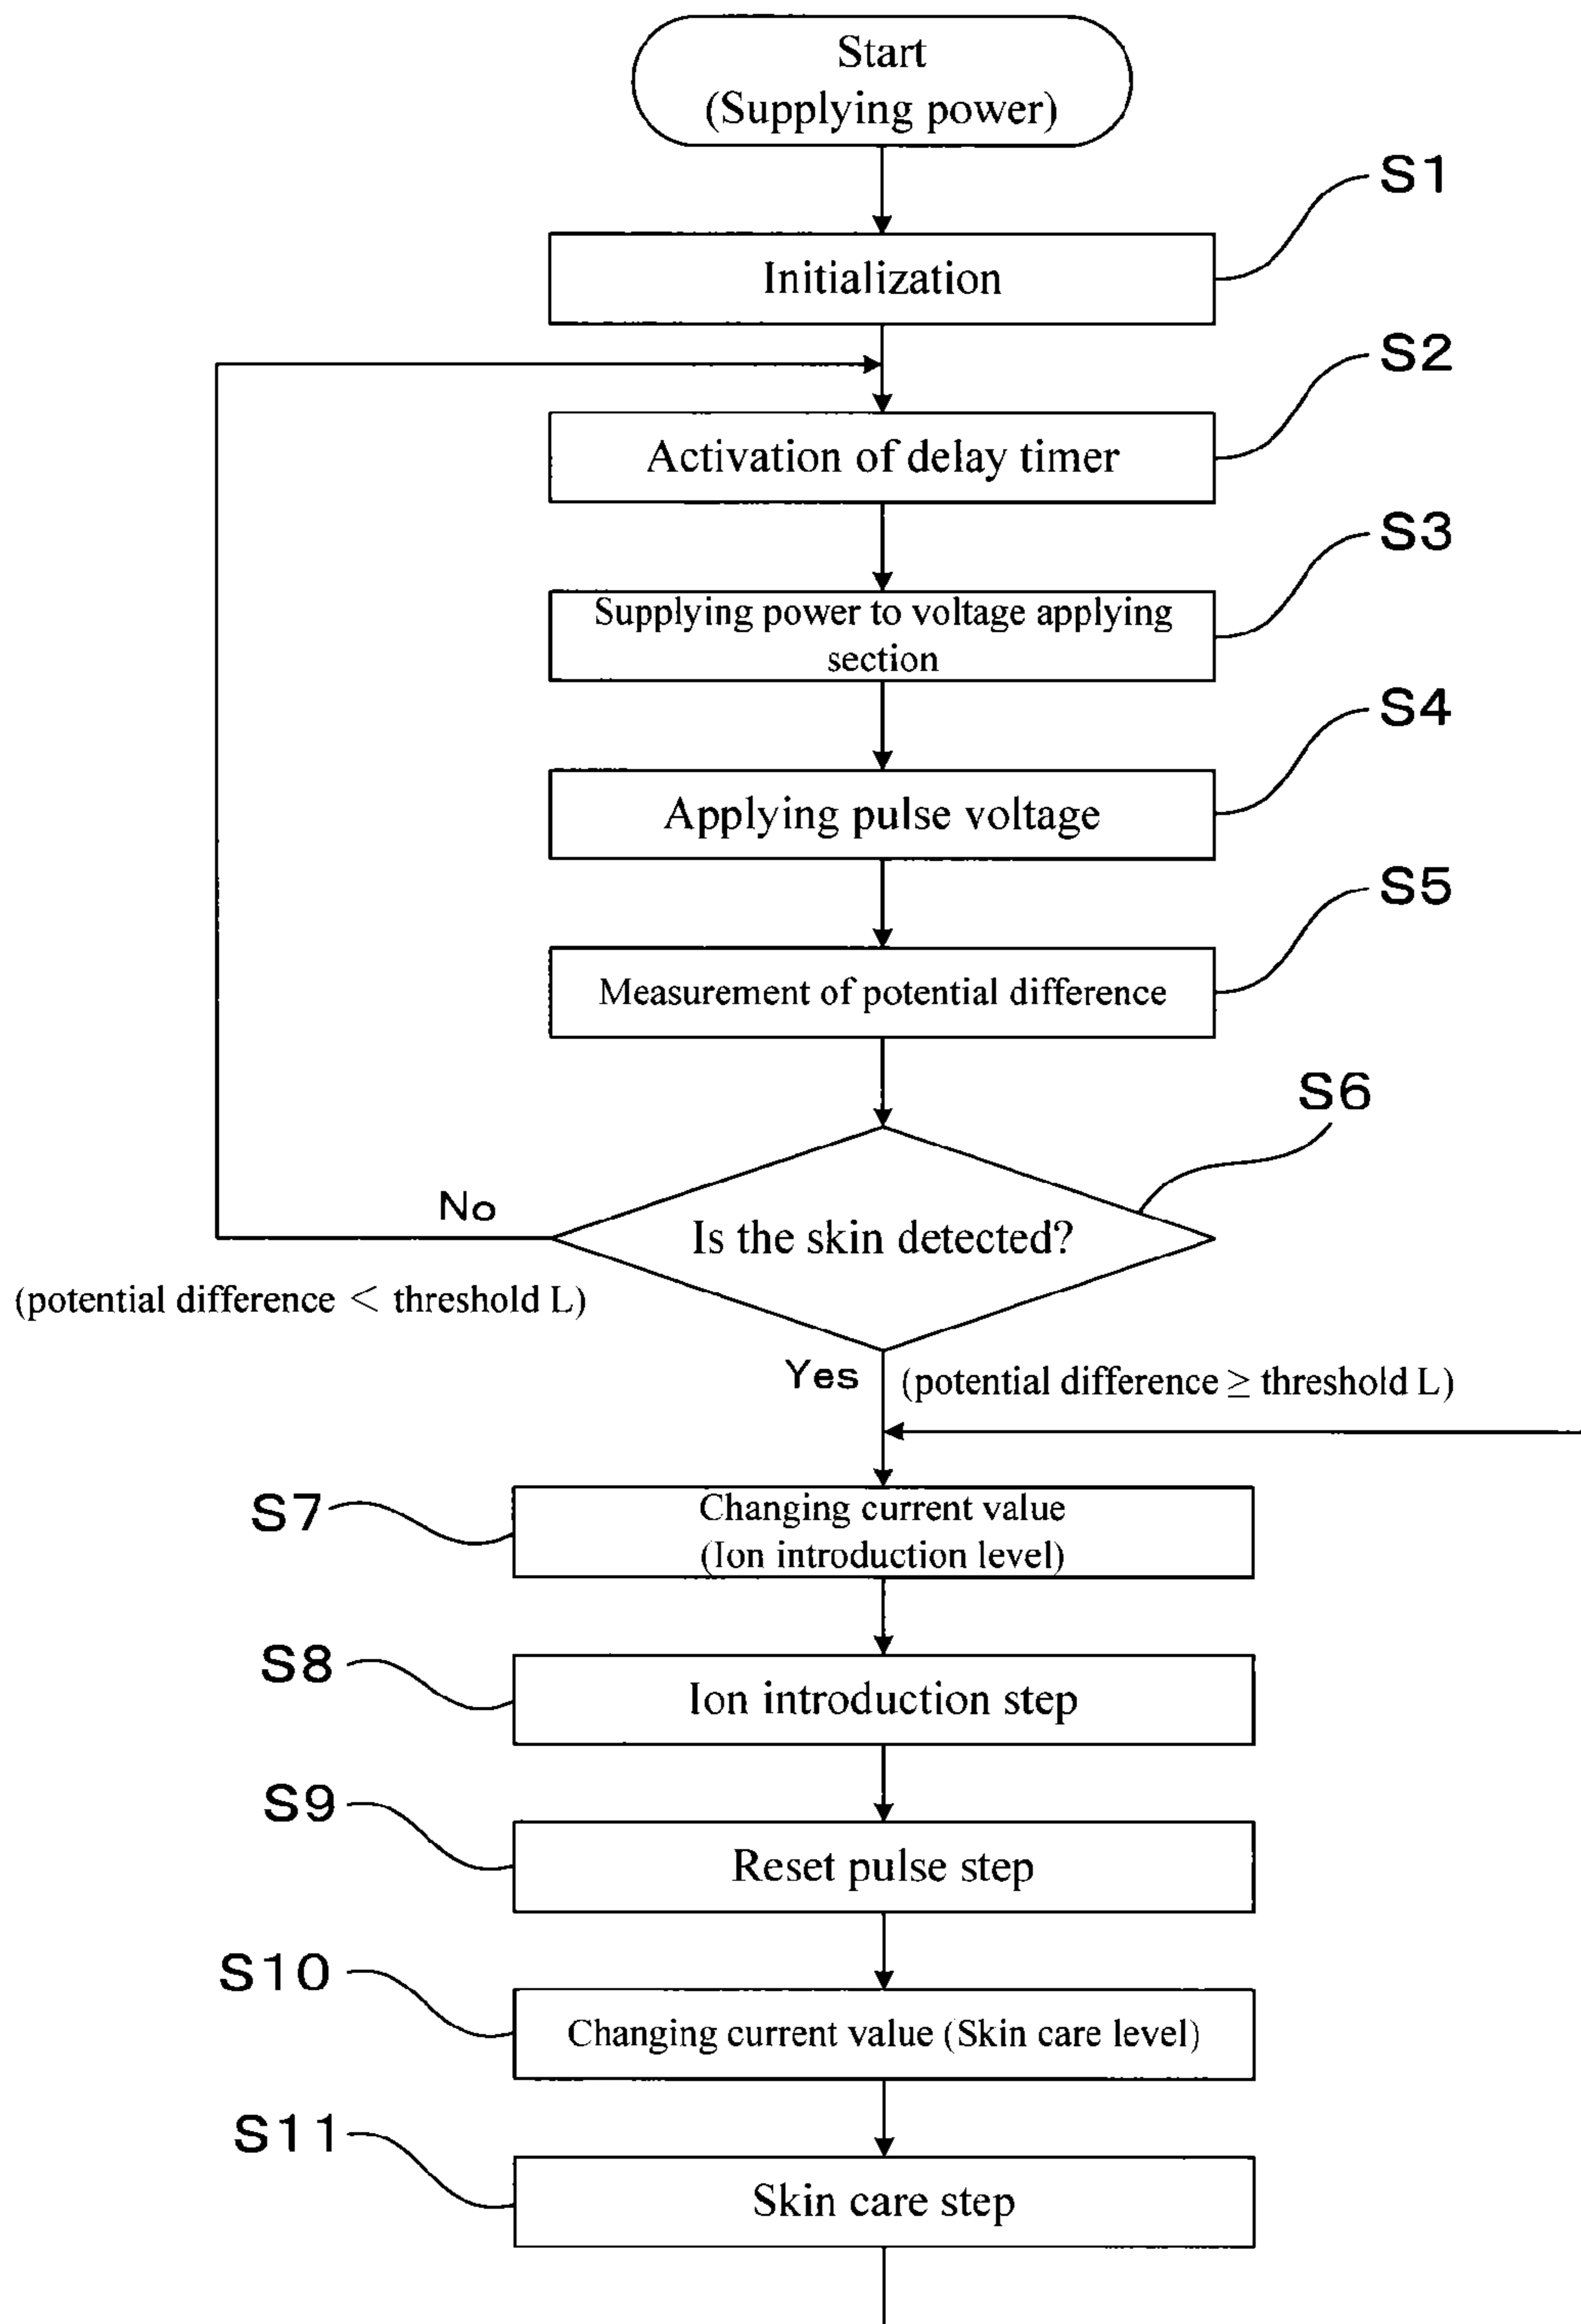 Start
(Supplying power)
S1
Initialization
S2
Activation of delay timer
S3
Supplying power to voltage applying
section
S4
Applying pulse voltage
S5
Measurement of potential difference
S6
No
Is the skin detected?
(potential difference < threshold L)
Yes
(potential difference ≥ threshold L)
S7
Changing current value
(Ion introduction level)
S8
Ion introduction step
S9
Reset pulse step
S10
Changing current value (Skin care level)
S11
Skin care step